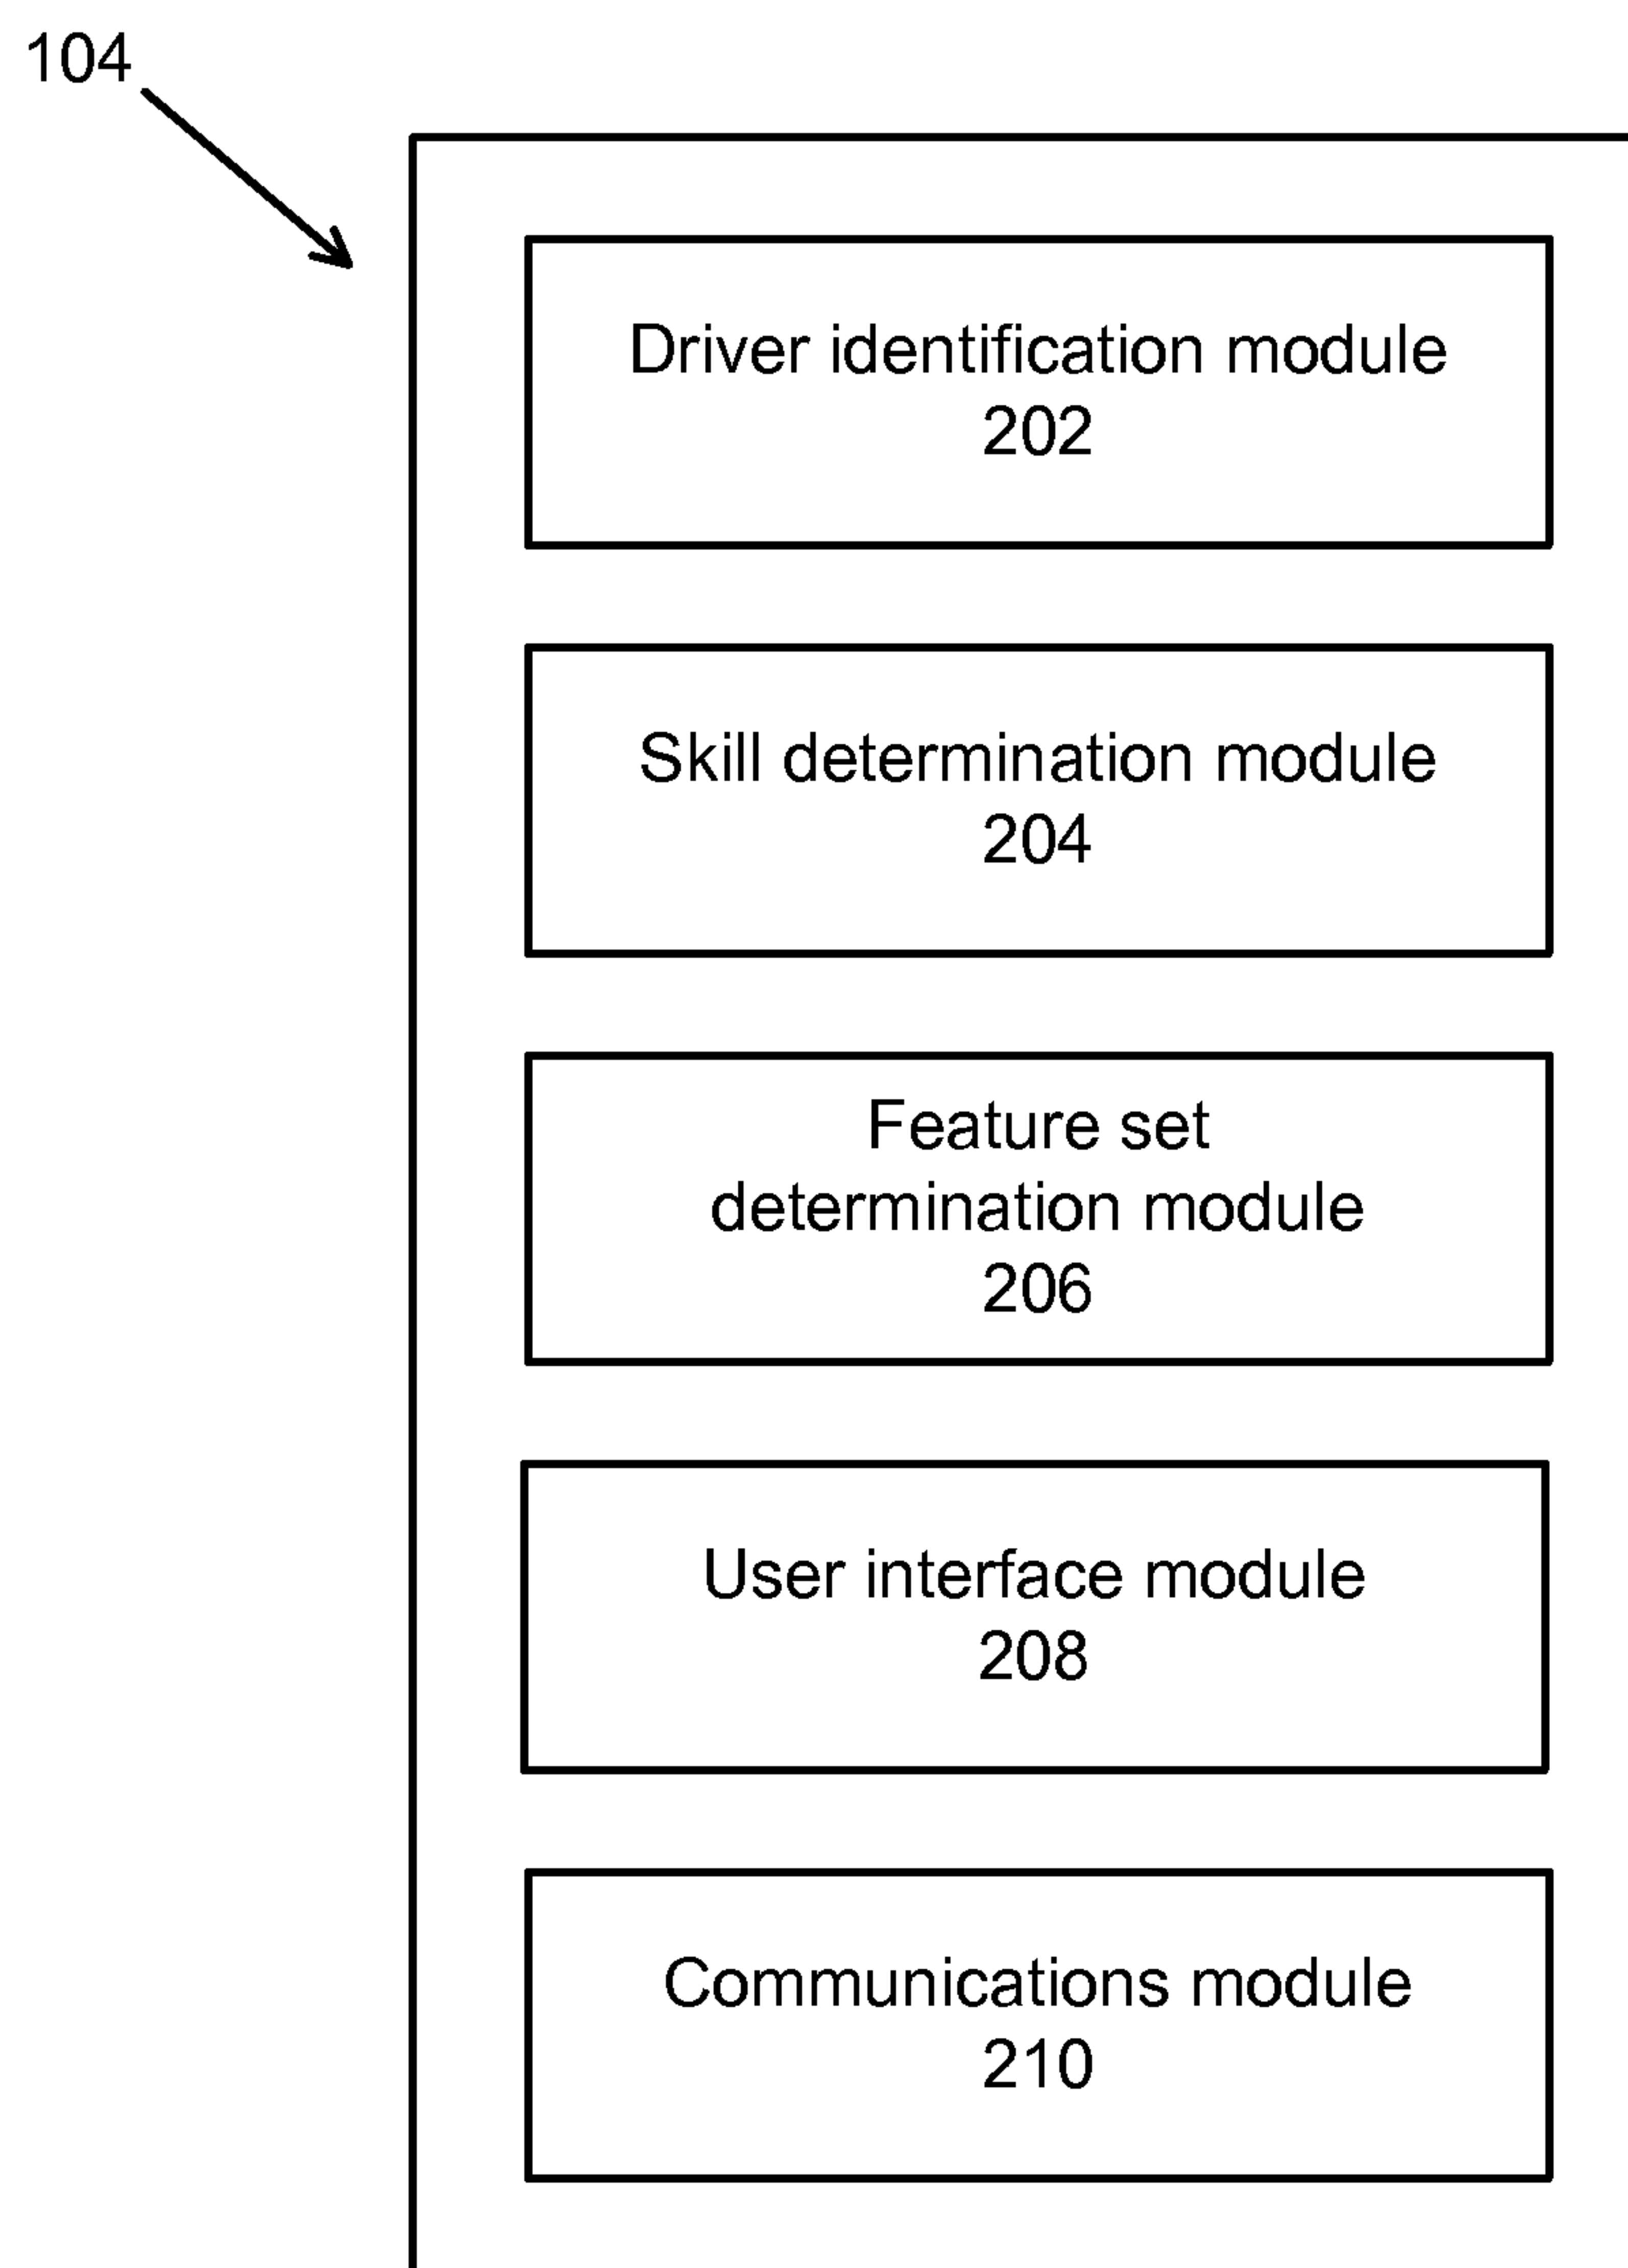 104
Driver identification module
202
Skill determination module
204
Feature set
determination module
206
User interface module
208
Communications module
210